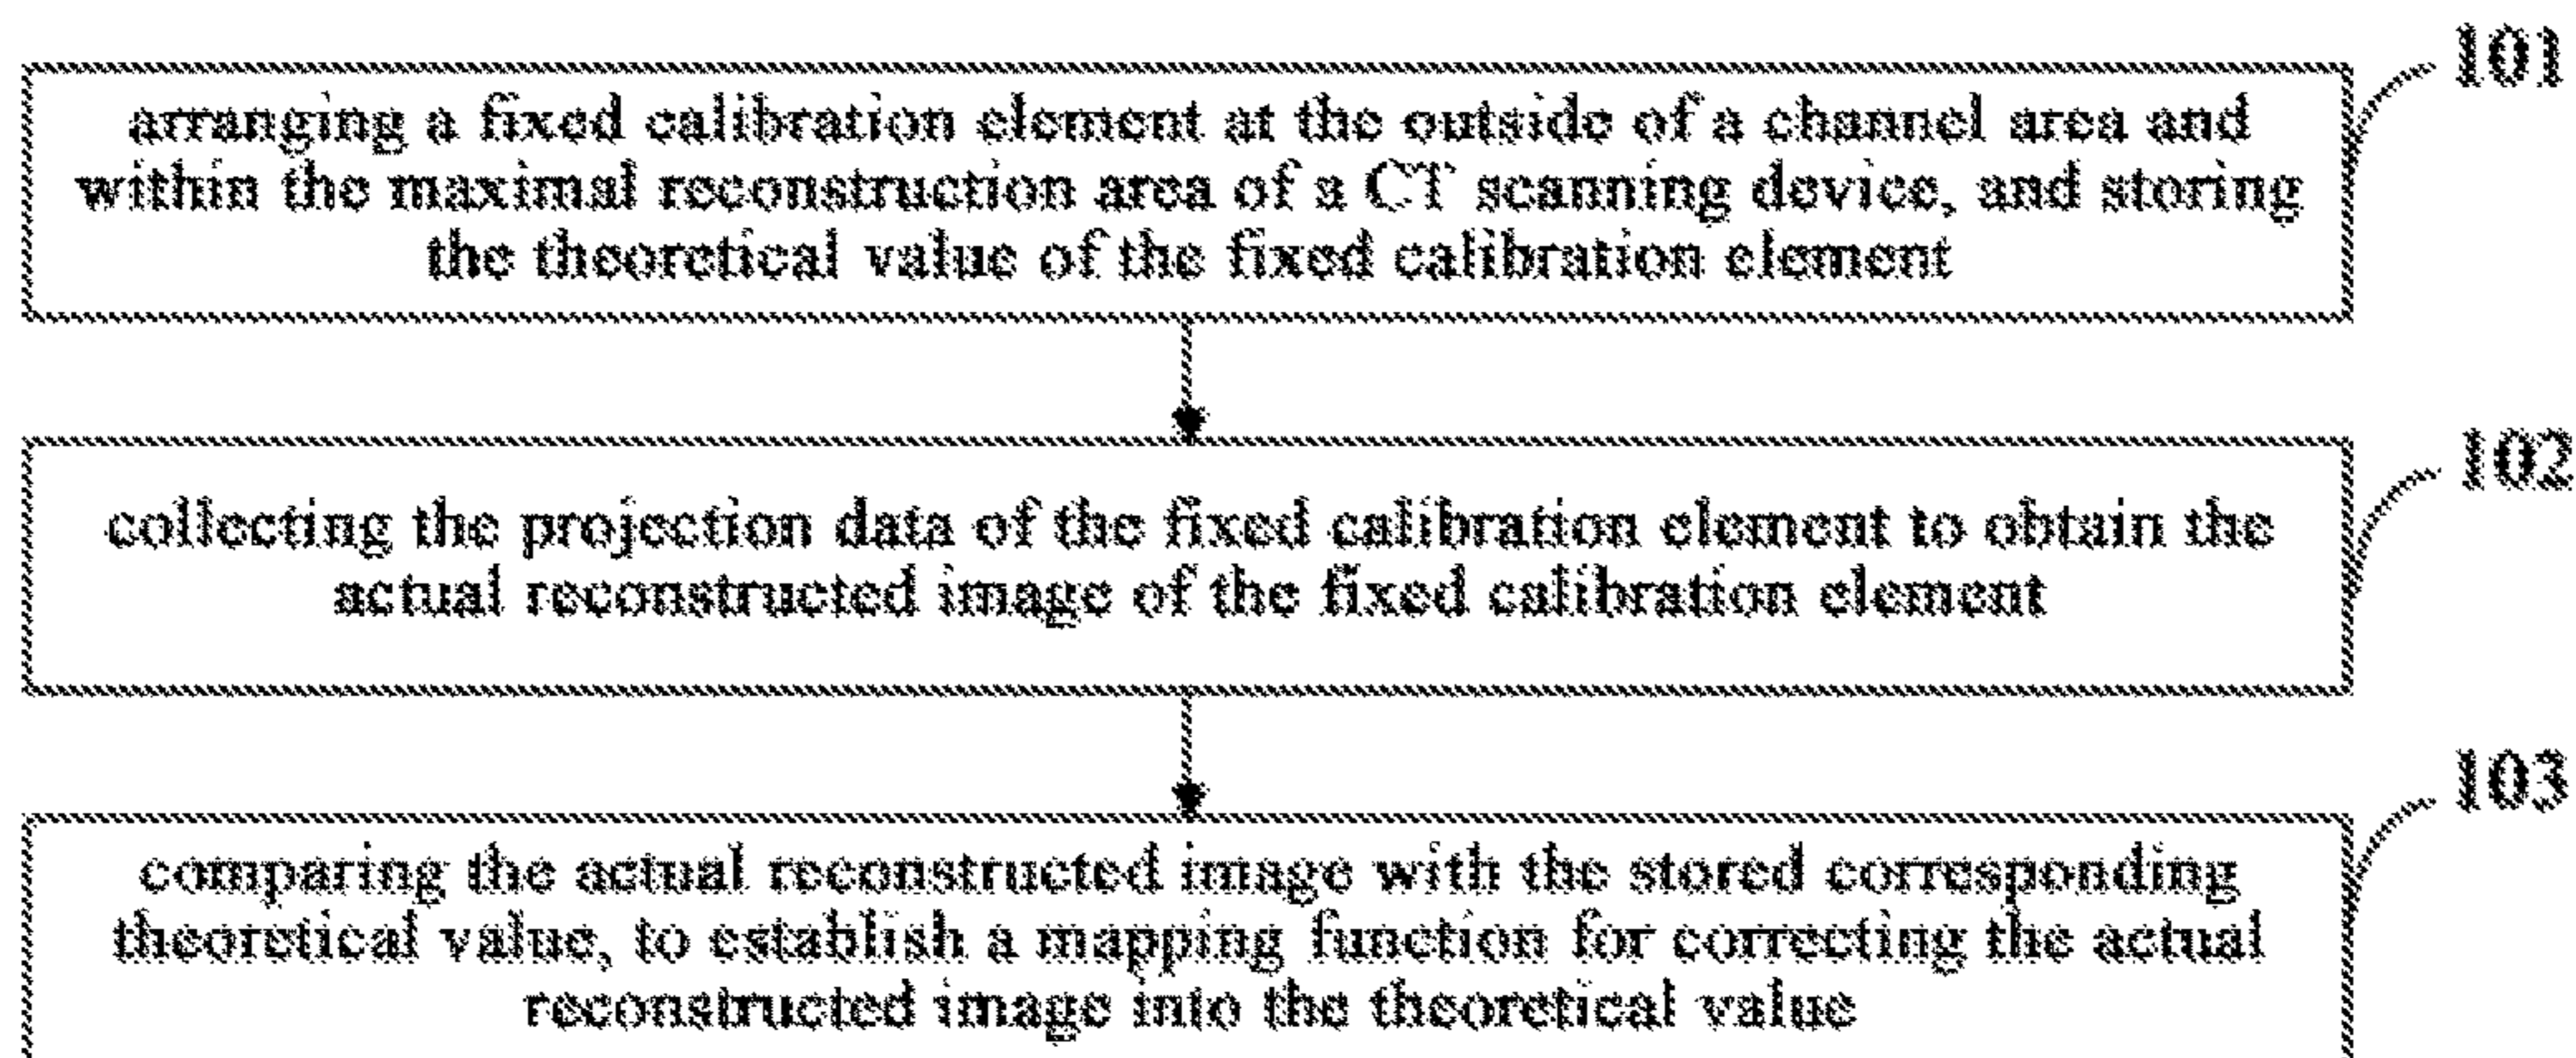 101
arranging a fixed calibration element at the outside of a channel area and
within the maximal reconstruction area of a CT scanning device, and storing
the theoretical value of the fixed calibration element
102
collecting the projection data of the fixed calibration element to obtain the
actual reconstructed image of the fixed calibration element
103
comparing the actual reconstructed image with the stored corresponding
theoretical value, to establish a mapping function for correcting the actual
reconstructed image into the theoretical value